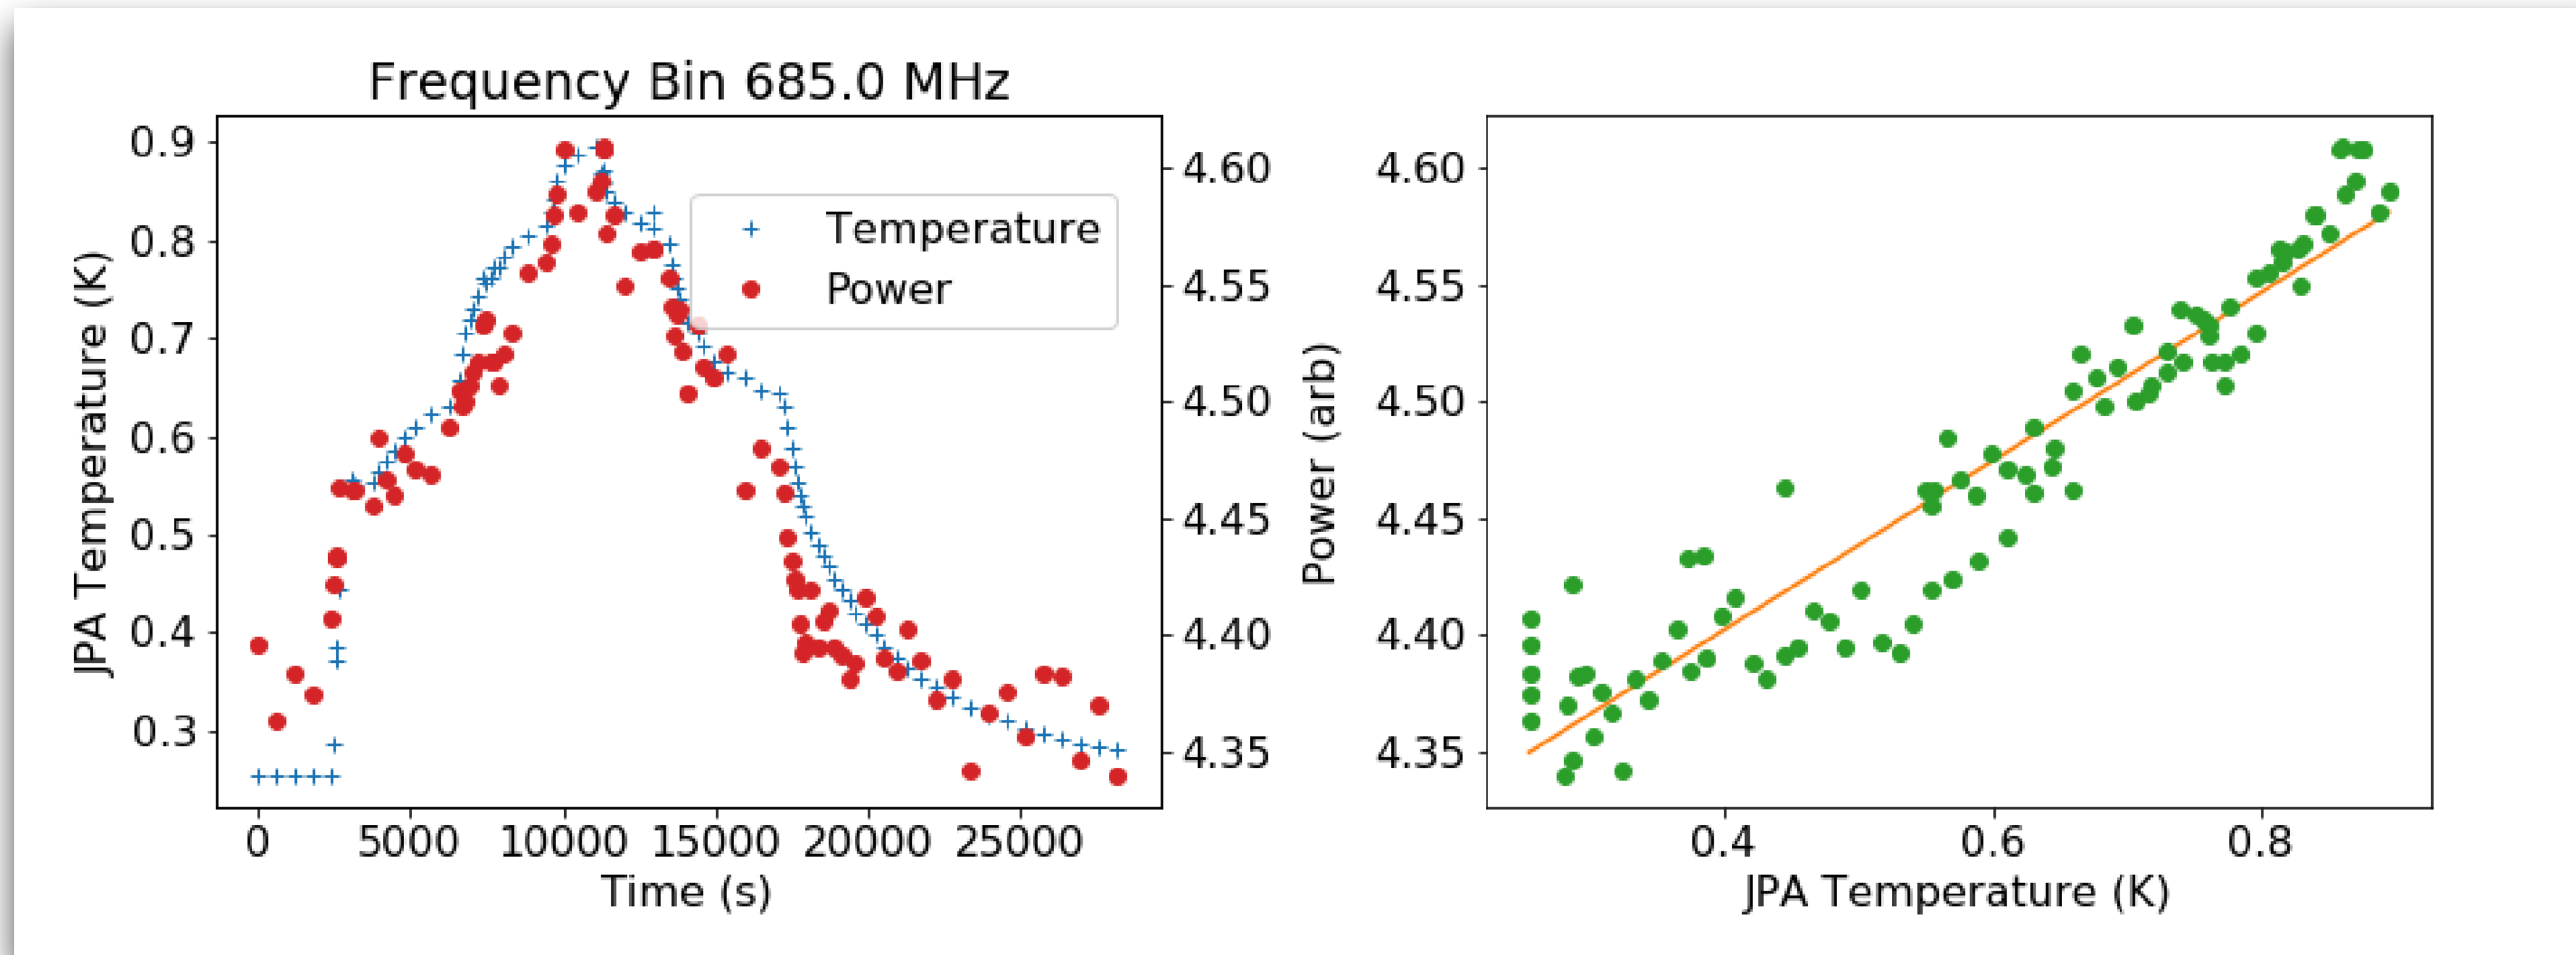 Frequency Bin 685.0 MHz
0.9
0.8
0.7
0.6
0.5
0.4
0.3
JPA Temperature (K)
Temperature
Power
4.60
4.55
4.50
4.45
4.40
4.35
Power (arb)
0 5000 10000 15000 20000 25000
Time (s)
4.60
4.55
4.50
4.45
4.40
4.35
0.4 0.6 0.8
JPA Temperature (K)